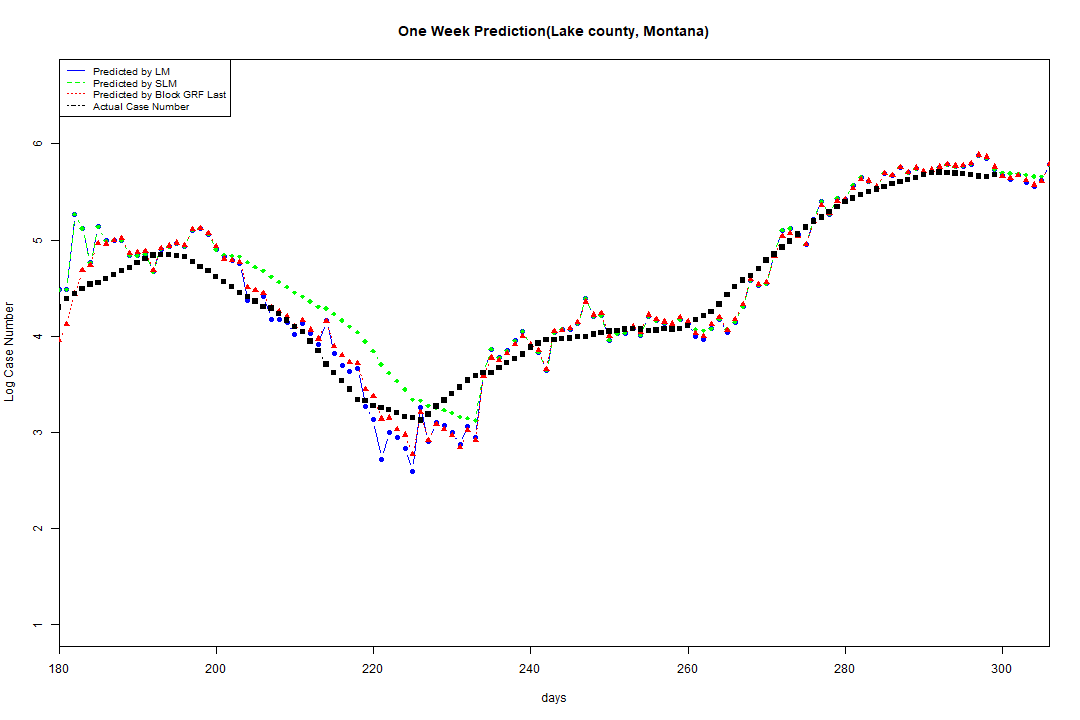 One Week Prediction(Lake county, Montana)
Predicted by LM
Predicted by SLM
Predicted by Block GRF Last
Actual Case Number
Log Case Number
6
5
4
3
2
1
180 200 220 240 260 280 300
days